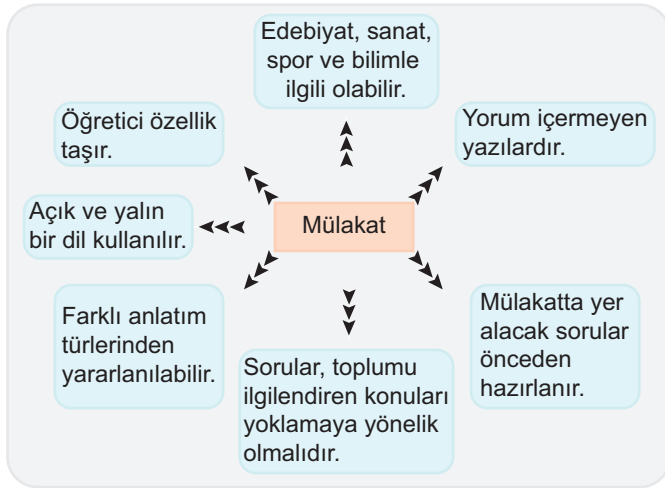 Edebiyat, sanat,
spor ve bilimle
ilgili olabilir.
Öğretici özellik
taşır.
Yorum içermeyen
yazılardır.
Açık ve yalın
bir dil kullanılır.
Mülakat
Farklı anlatım
türlerinden
yararlanılabilir.
Mülakatta yer
alacak sorular
önceden
hazırlanır.
Sorular, toplumu
ilgilendiren konuları
yoklamaya yönelik
olmalıdır.